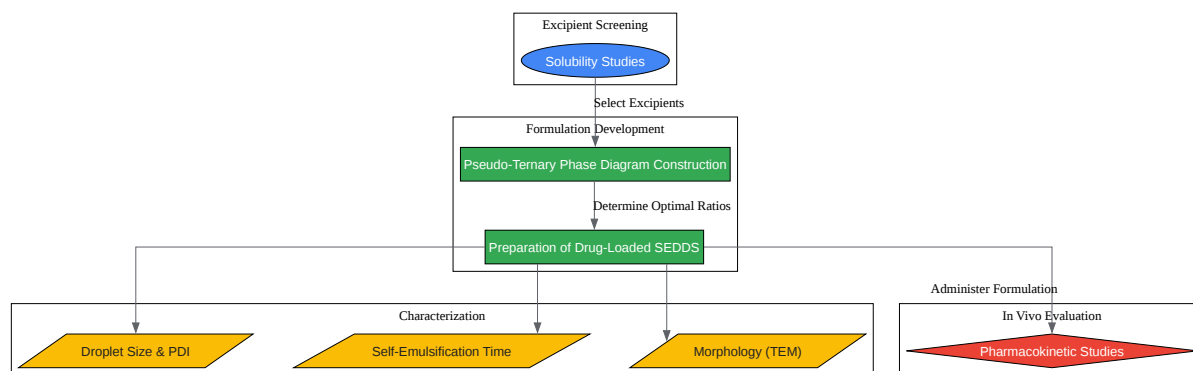 Excipient Screening
Solubility Studies
Select Excipients
Formulation Development
Pseudo-Ternary Phase Diagram Construction
Determine Optimal Ratios
Preparation of Drug-Loaded SEDDS
Administer Formulation
Characterization
In Vivo Evaluation
Droplet Size & PDI
Self-Emulsification Time
Morphology (TEM)
Pharmacokinetic Studies